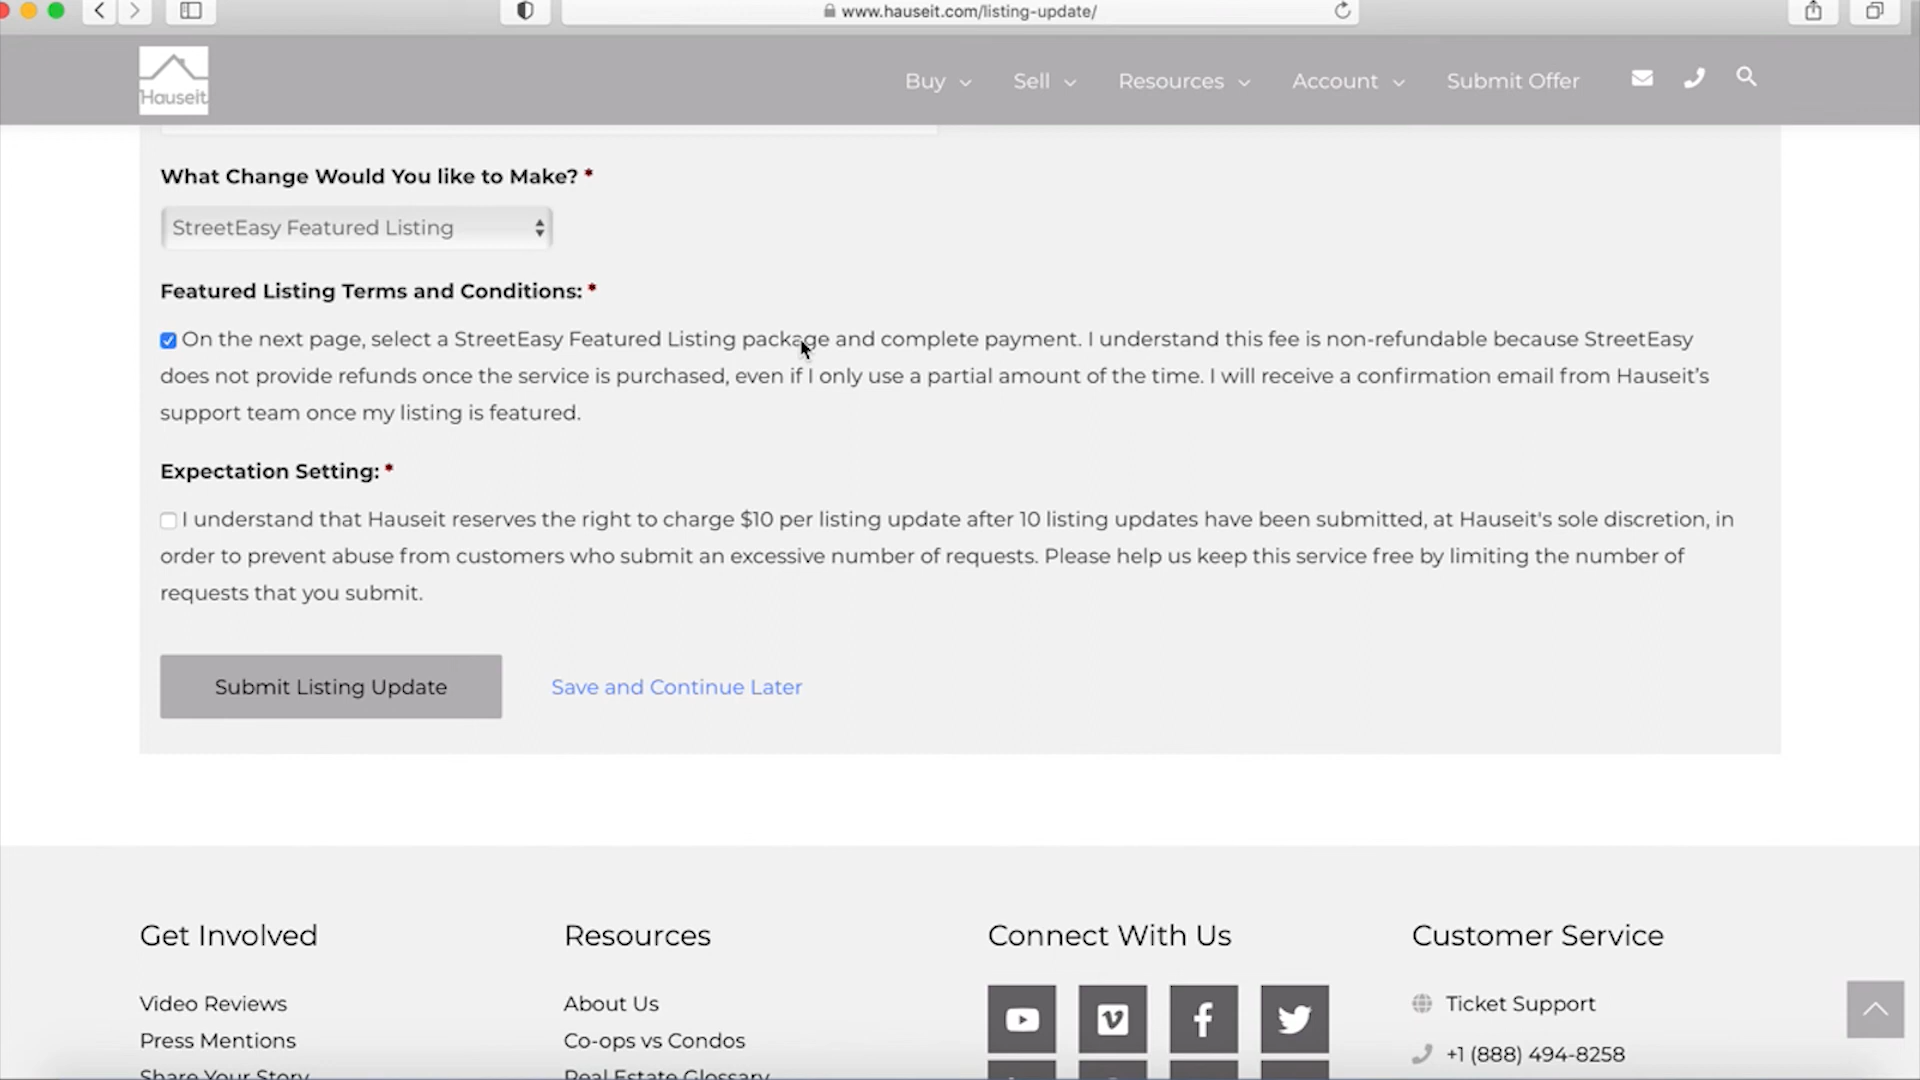 www.hauseit.com/listing-update/
Hauseit
Buy
Sell
Resources
Account
Submit Offer
What Change Would You like to Make? *
StreetEasy Featured Listing
Featured Listing Terms and Conditions: *
On the next page, select a StreetEasy Featured Listing package and complete payment. I understand this fee is non-refundable because StreetEasy
does not provide refunds once the service is purchased, even if I only use a partial amount of the time. I will receive a confirmation email from Hauseit’s
support team once my listing is featured.
Expectation Setting: *
I understand that Hauseit reserves the right to charge $10 per listing update after 10 listing updates have been submitted, at Hauseit's sole discretion, in
order to prevent abuse from customers who submit an excessive number of requests. Please help us keep this service free by limiting the number of
requests that you submit.
Submit Listing Update
Save and Continue Later
Get Involved
Video Reviews
Press Mentions
Share Your Story
Resources
About Us
Co-ops vs Condos
Real Estate Glossary
Connect With Us
Customer Service
Ticket Support
+1 (888) 494-8258